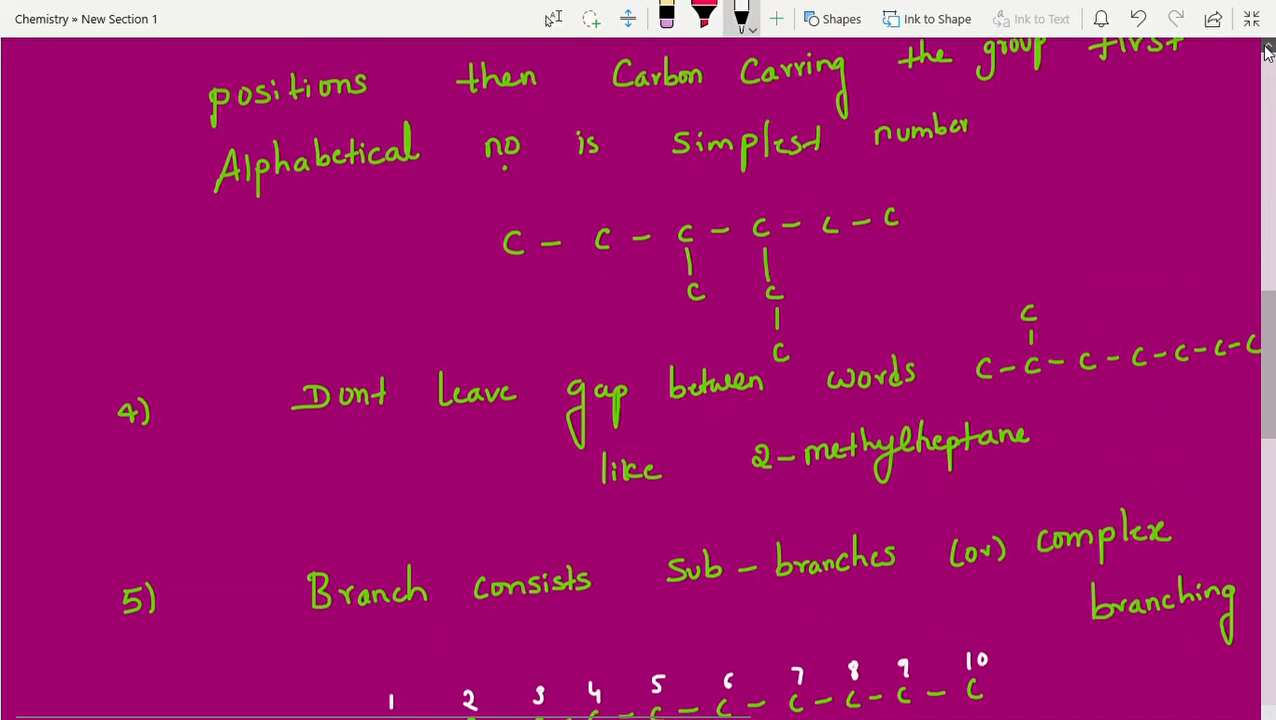 Chemistry » New Section 1
Shapes
Ink to Shape
Ink to Text
positions then Carbon Carring the group first
Alphabetical no is simplest number
C - C - C - C - C - C
C C
C
C
C - C - C - C - C - C - C
4) Dont leave gap between words
like 2-methylheptane
5) Branch consists sub-branches (or) complex
branching
1 2 3 4 5 6 7 8 9 10
C - C - C - C - C - C